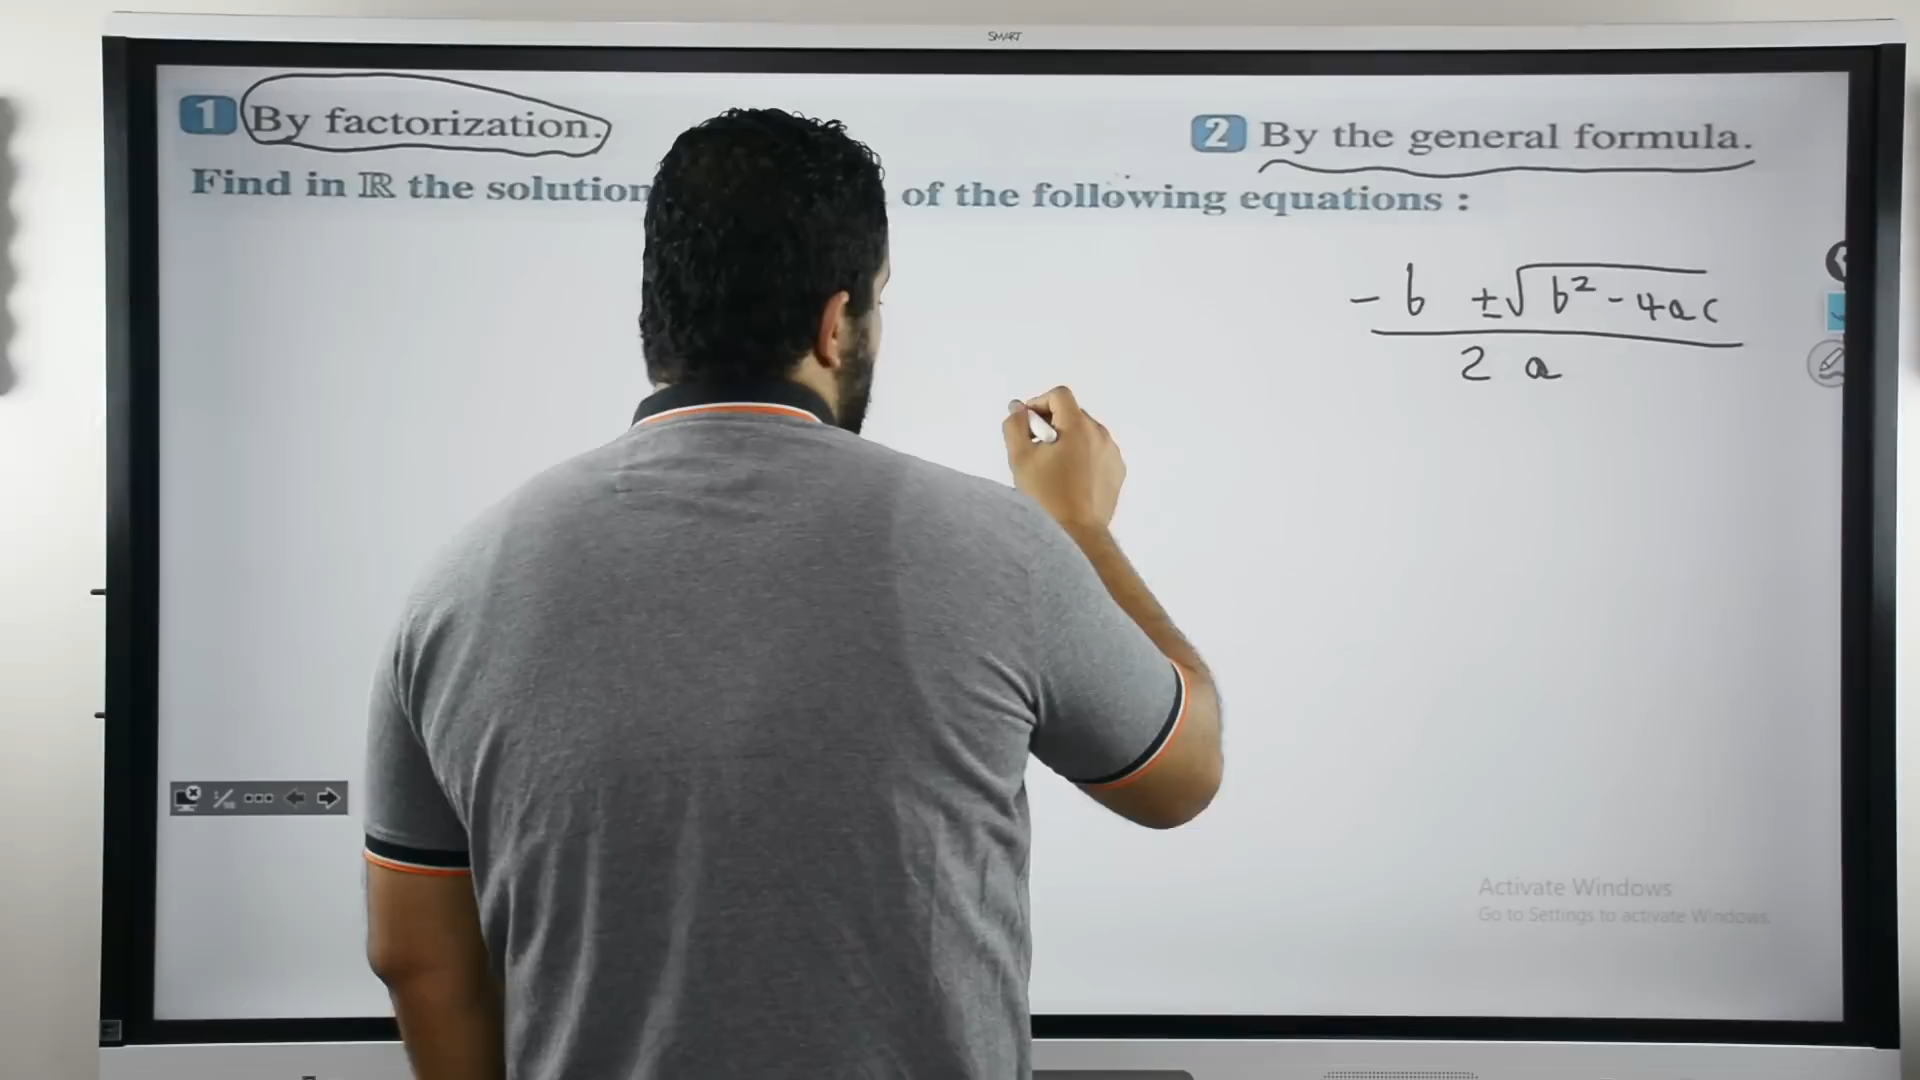 SMART
1 By factorization.
2 By the general formula.
Find in ℝ the solution of the following equations :
- b ± √b² - 4ac
2 a
Activate Windows
Go to Settings to activate Windows.